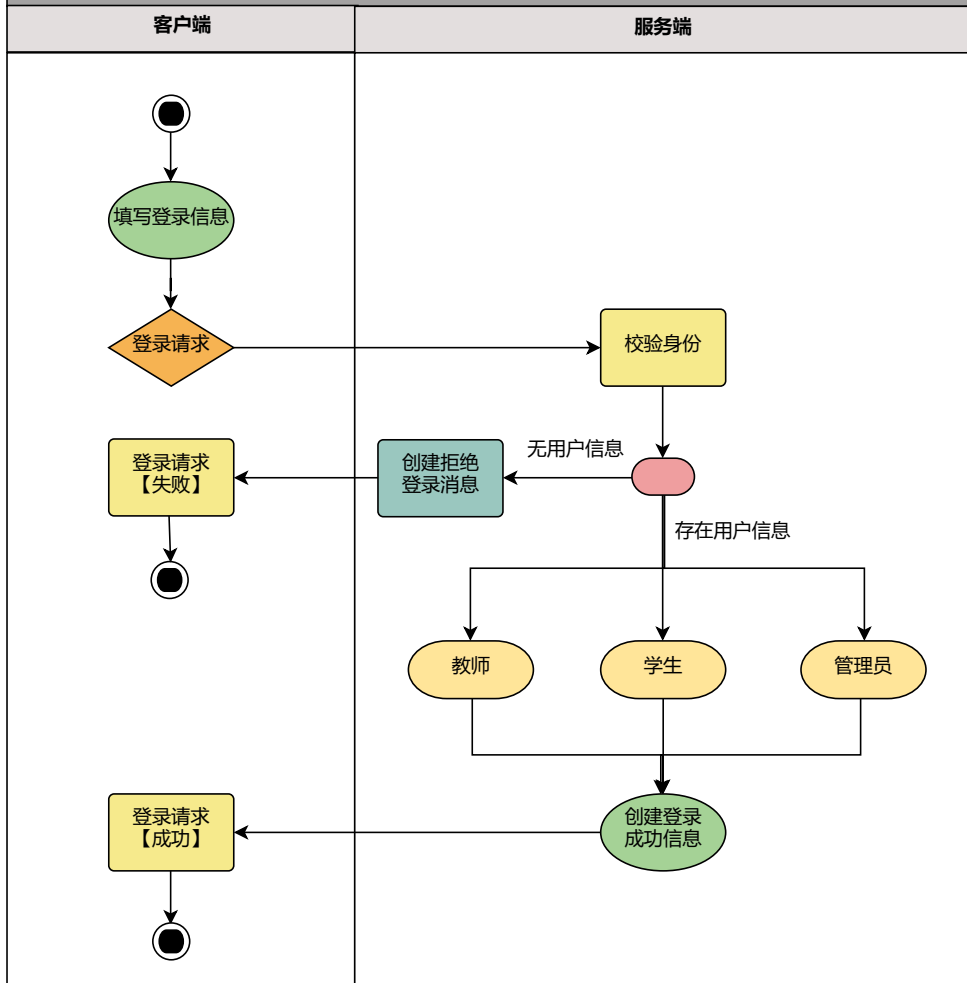 客户端
服务端
填写登录信息
登录请求
校验身份
登录请求
【失败】
创建拒绝
登录消息
无用户信息
存在用户信息
教师
学生
管理员
登录请求
【成功】
创建登录
成功信息